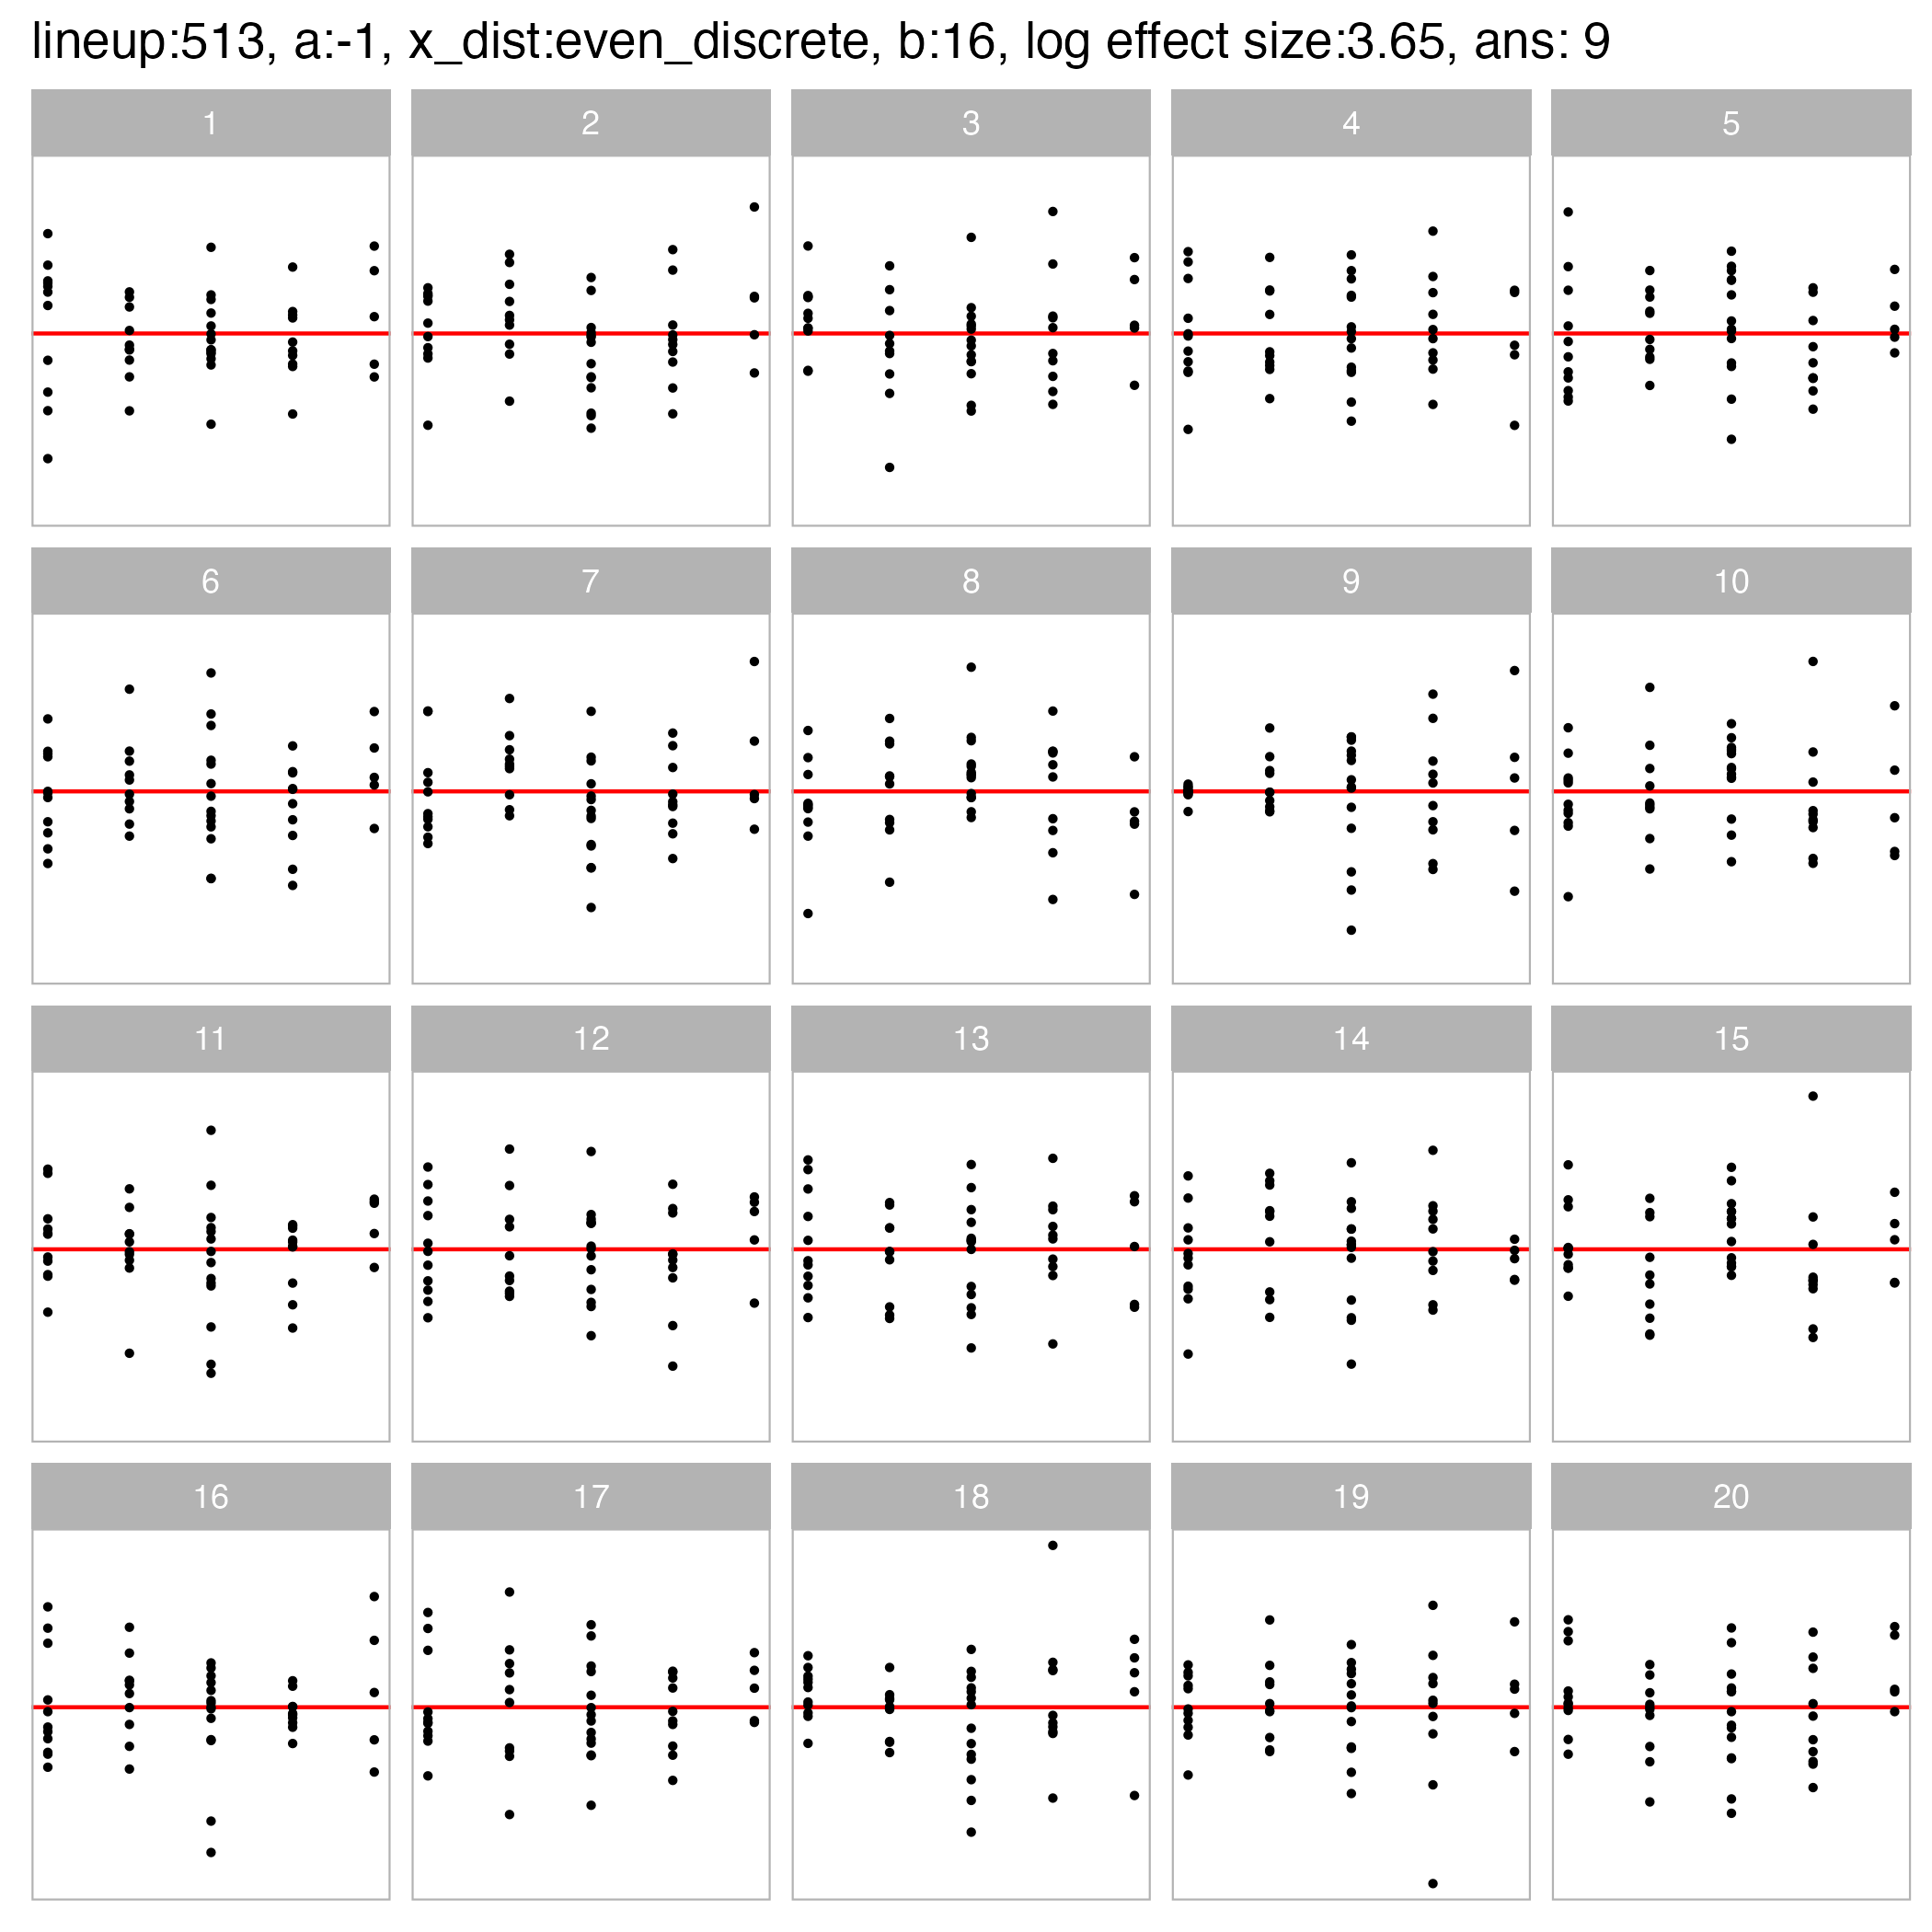 lineup:513, a:-1, x_dist:even_discrete, b:16, log effect size:3.65, ans: 9
1 2 3 4 5
6 7 8 9 10
11 12 13 14 15
16 17 18 19 20